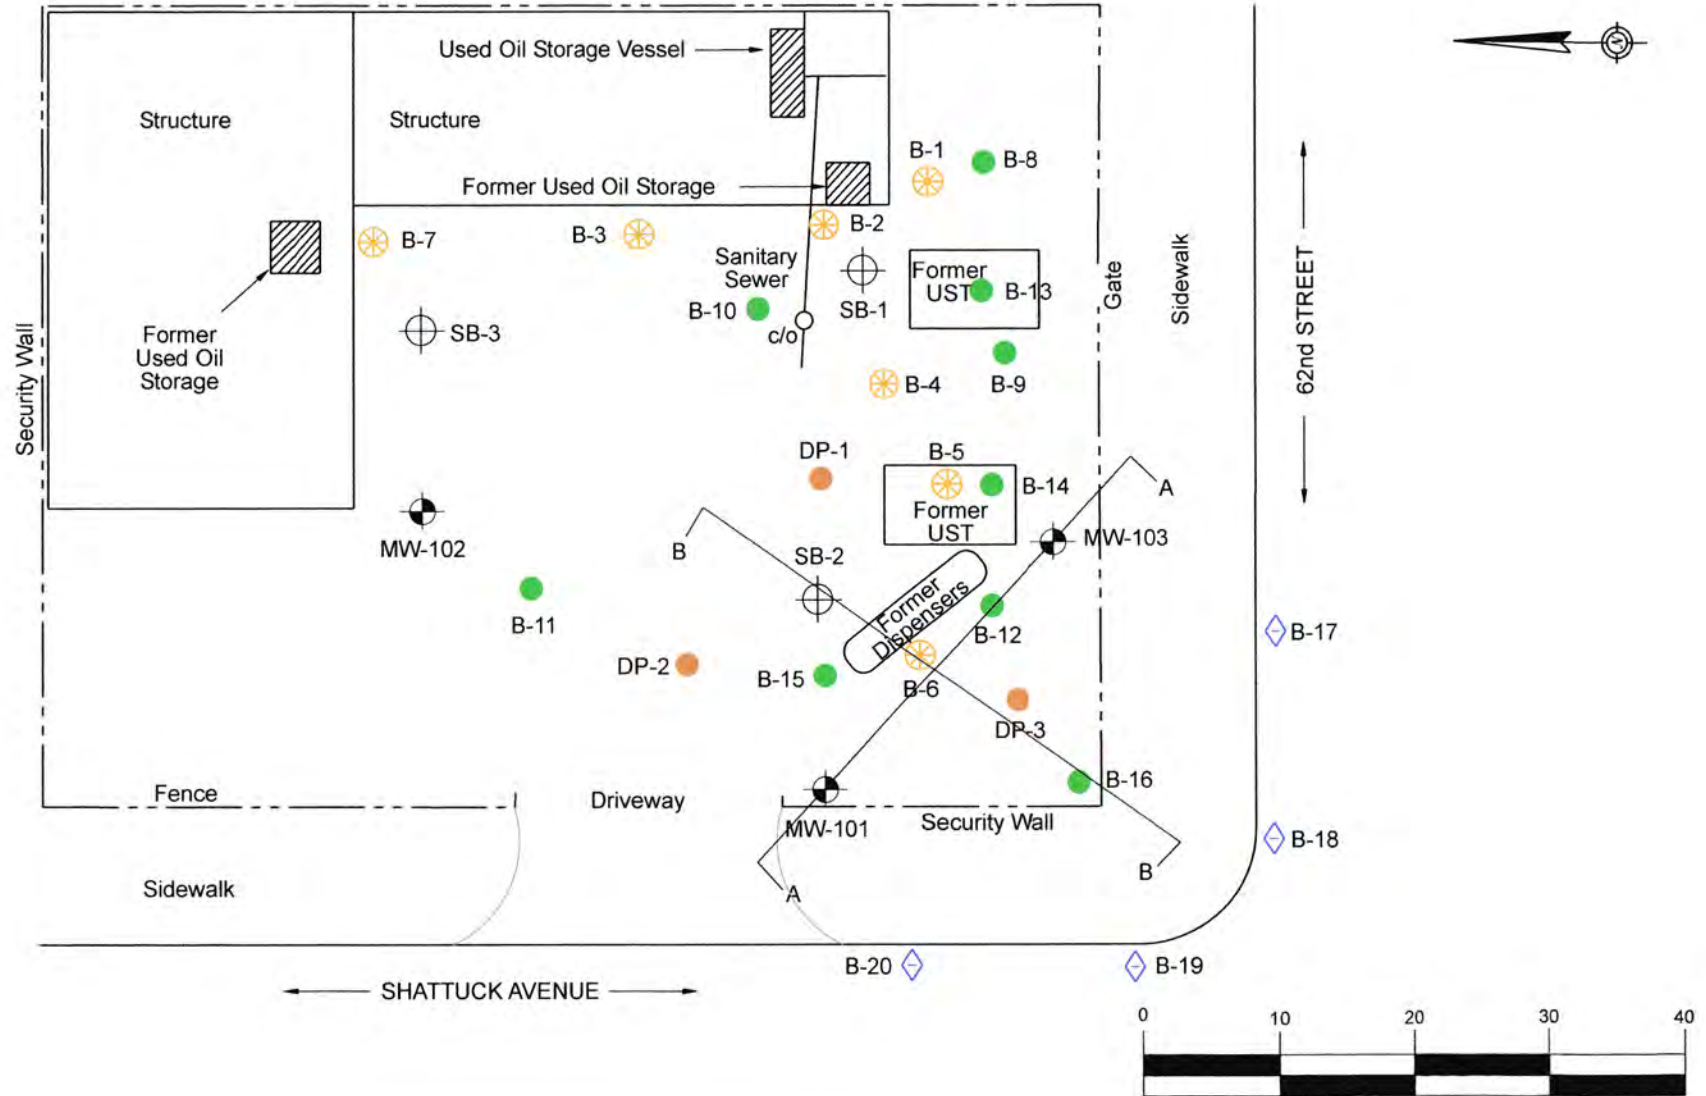 Used Oil Storage Vessel
N
Structure
Structure
B-1
B-8
Former Used Oil Storage
B-7
B-3
B-2
Sanitary
Sewer
Former
UST
B-13
Gate
Sidewalk
62nd STREET
B-10
SB-1
c/o
SB-3
Security Wall
Former
Used Oil
Storage
B-4
B-9
DP-1
B-5
B-14
A
Former
UST
MW-102
B
SB-2
MW-103
Former
Dispensers
B-11
B-12
B-17
DP-2
B-15
B-6
DP-3
B-16
Fence
Driveway
MW-101
Security Wall
B-18
B
Sidewalk
A
B-20
B-19
SHATTUCK AVENUE
0 10 20 30 40